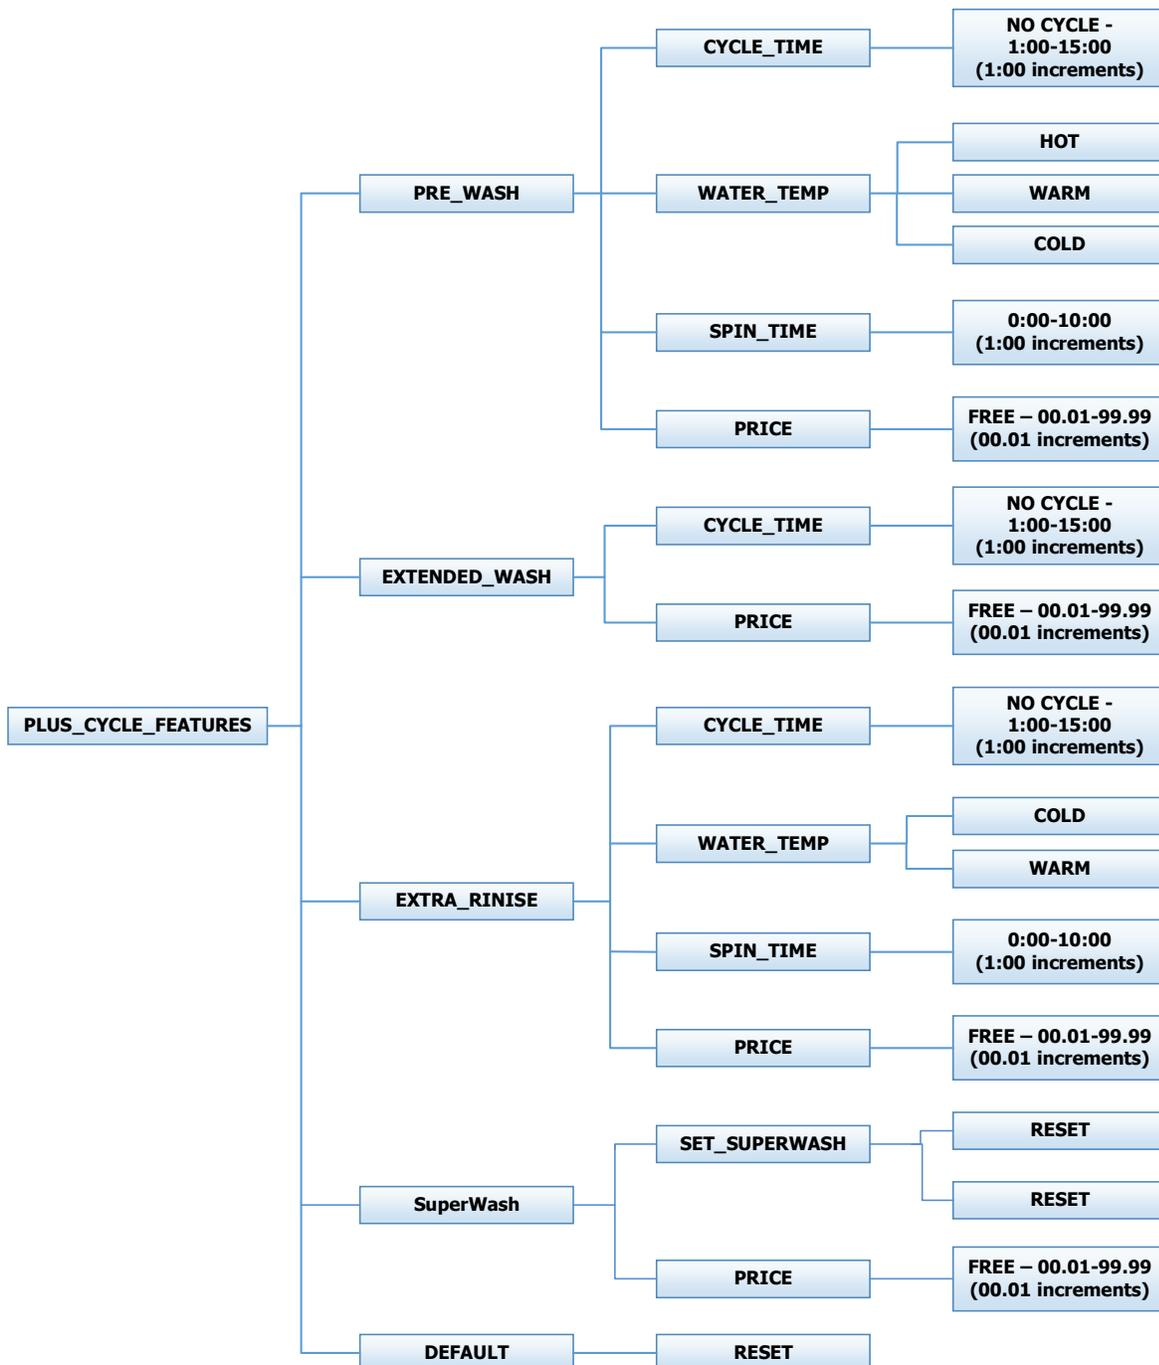 PLUS_CYCLE_FEATURES
PRE_WASH
CYCLE_TIME
NO CYCLE -
1:00-15:00
(1:00 increments)
WATER_TEMP
HOT
WARM
COLD
SPIN_TIME
0:00-10:00
(1:00 increments)
PRICE
FREE – 00.01-99.99
(00.01 increments)
EXTENDED_WASH
CYCLE_TIME
NO CYCLE -
1:00-15:00
(1:00 increments)
PRICE
FREE – 00.01-99.99
(00.01 increments)
EXTRA_RINISE
CYCLE_TIME
NO CYCLE -
1:00-15:00
(1:00 increments)
WATER_TEMP
COLD
WARM
SPIN_TIME
0:00-10:00
(1:00 increments)
PRICE
FREE – 00.01-99.99
(00.01 increments)
SuperWash
SET_SUPERWASH
RESET
RESET
PRICE
FREE – 00.01-99.99
(00.01 increments)
DEFAULT
RESET